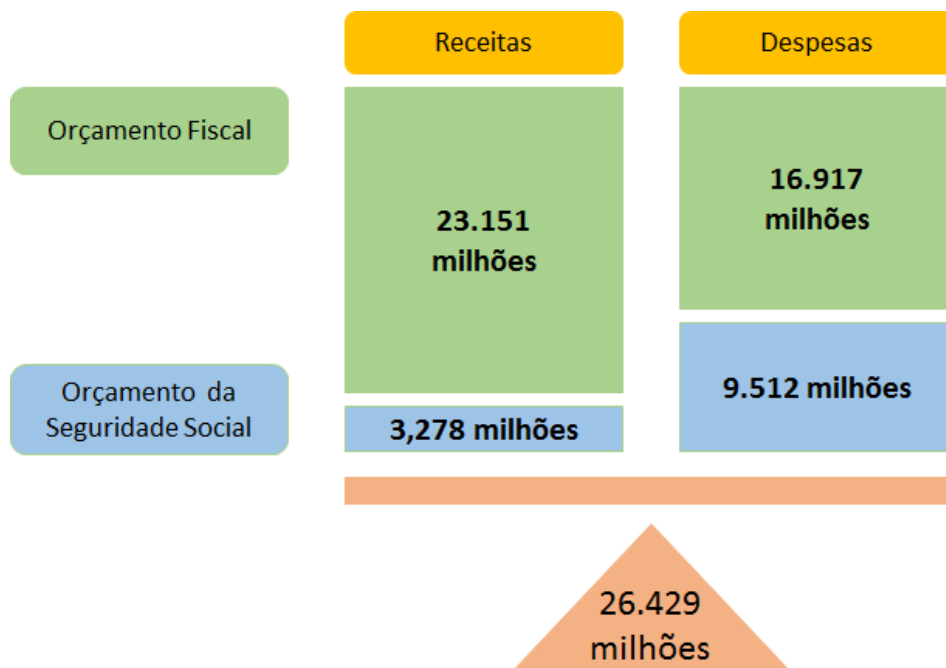 Receitas
Despesas
Orçamento Fiscal
23.151
milhões
16.917
milhões
Orçamento da
Seguridade Social
3,278 milhões
9.512 milhões
26.429
milhões